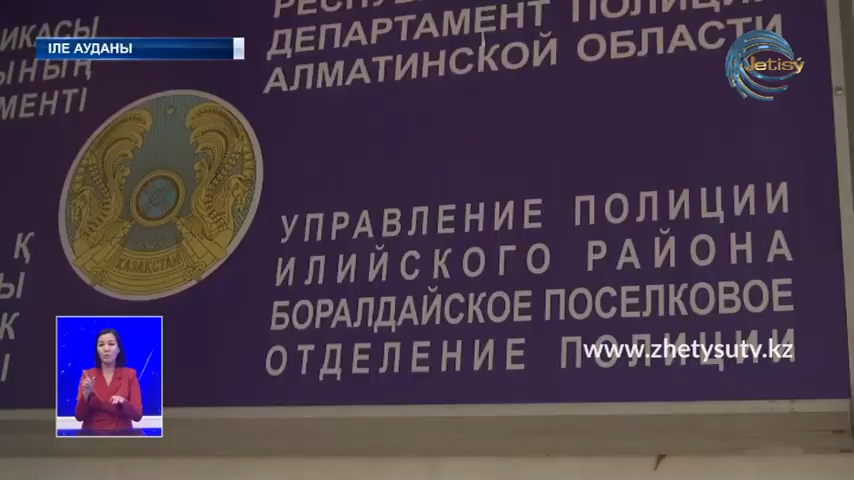 ІЛЕ АУДАНЫ
Jetisý
ДЕПАРТАМЕНТ ПОЛИЦИИ
АЛМАТИНСКОЙ ОБЛАСТИ
ҚАЗАҚСТАН
УПРАВЛЕНИЕ ПОЛИЦИИ
ИЛИЙСКОГО РАЙОНА
БОРАЛДАЙСКОЕ ПОСЕЛКОВОЕ
ОТДЕЛЕНИЕ ПОЛИЦИИ
www.zhetysutv.kz